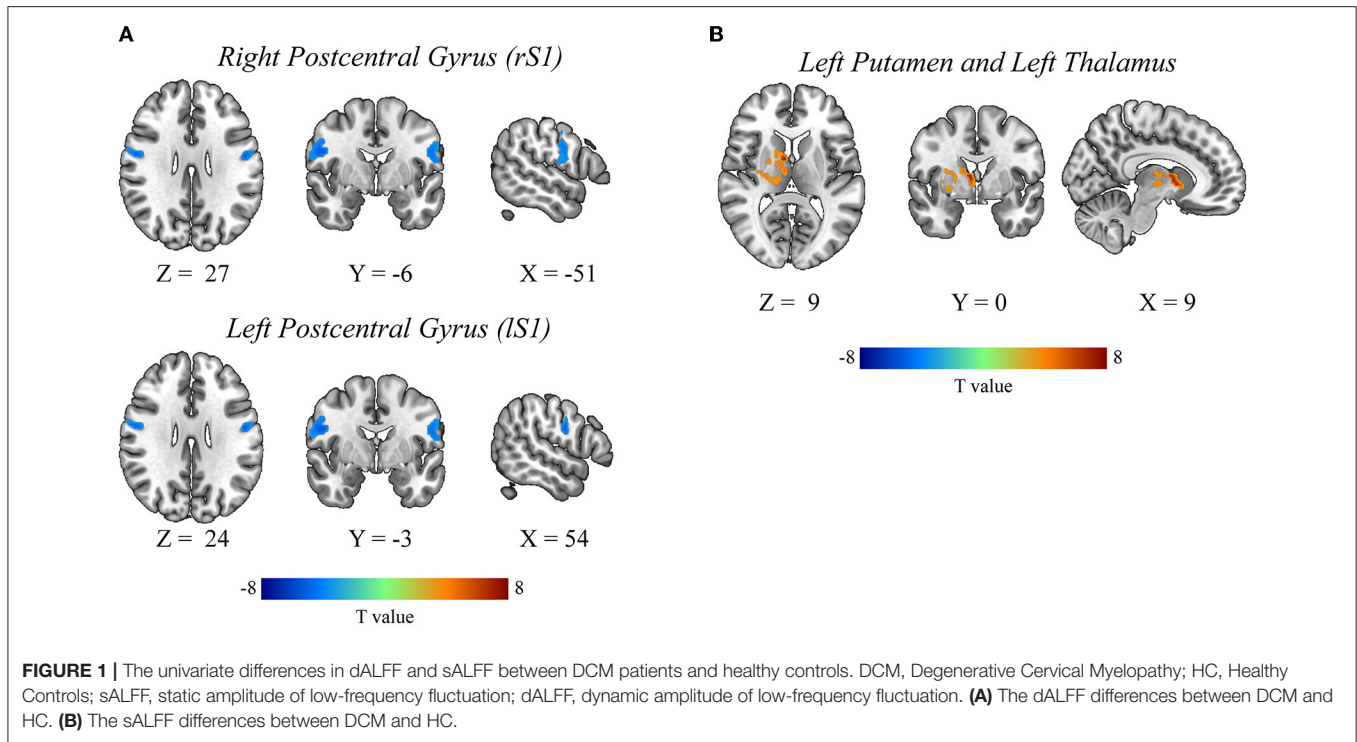 A
Right Postcentral Gyrus (rS1)
Z = 27 Y = -6 X = -51
Left Postcentral Gyrus (lS1)
Z = 24 Y = -3 X = 54
-8 8
T value
B
Left Putamen and Left Thalamus
Z = 9 Y = 0 X = 9
-8 8
T value
FIGURE 1 | The univariate differences in dALFF and sALFF between DCM patients and healthy controls. DCM, Degenerative Cervical Myelopathy; HC, Healthy
Controls; sALFF, static amplitude of low-frequency fluctuation; dALFF, dynamic amplitude of low-frequency fluctuation. (A) The dALFF differences between DCM and
HC. (B) The sALFF differences between DCM and HC.